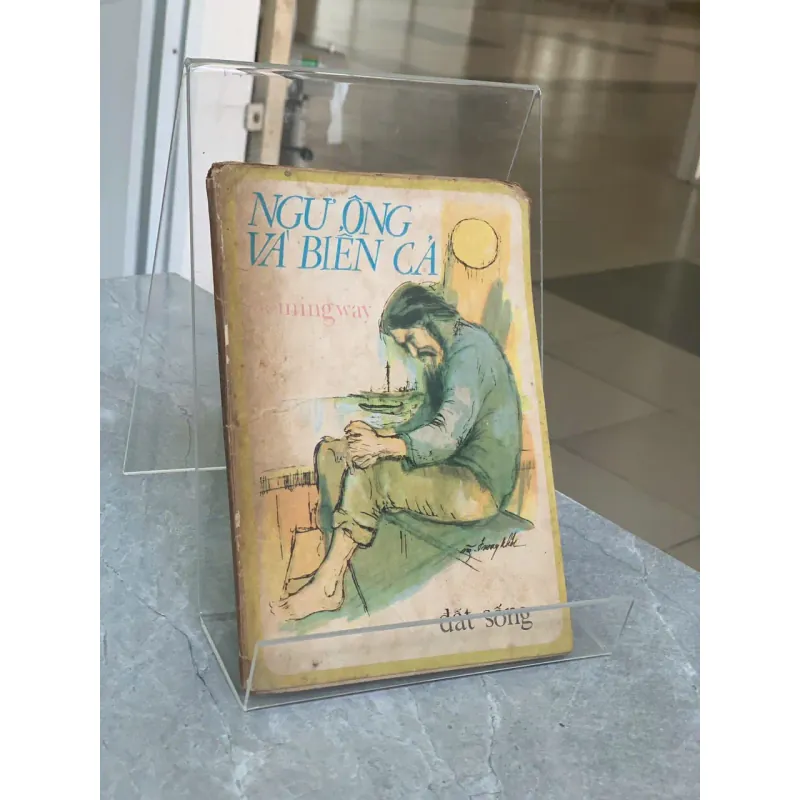 NGƯ ÔNG
VÀ BIỂN CẢ
mingway
đất sống